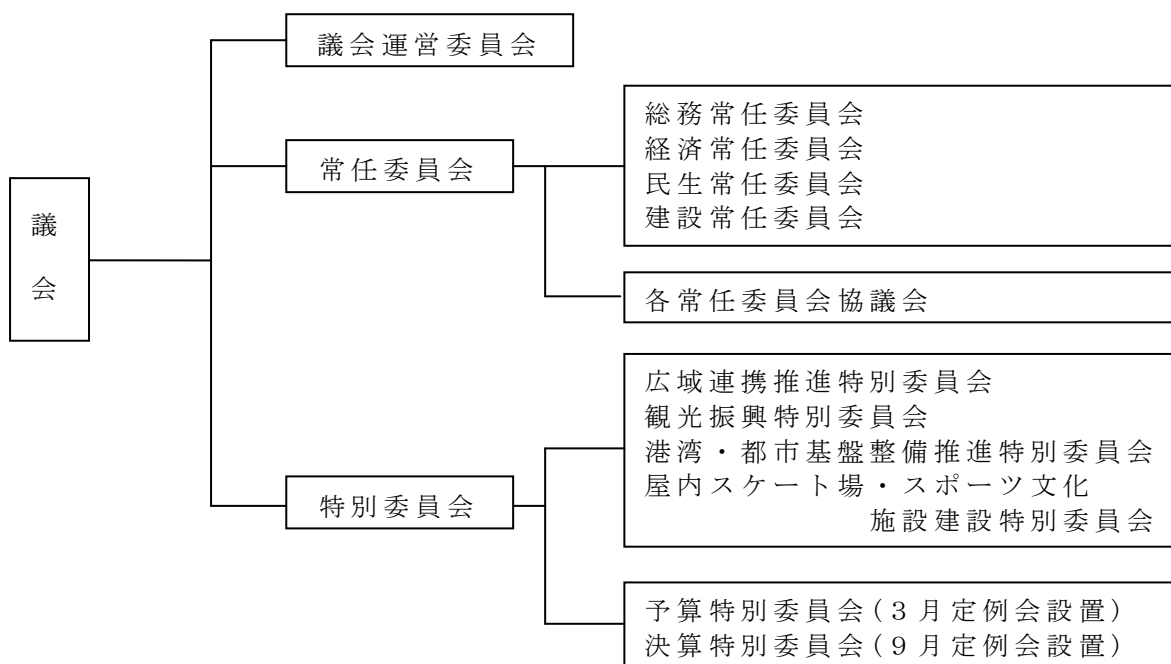 議会
議会運営委員会
常任委員会
総務常任委員会
経済常任委員会
民生常任委員会
建設常任委員会
各常任委員会協議会
特別委員会
広域連携推進特別委員会
観光振興特別委員会
港湾・都市基盤整備推進特別委員会
屋内スケート場・スポーツ文化
施設建設特別委員会
予算特別委員会(3月定例会設置)
決算特別委員会(9月定例会設置)